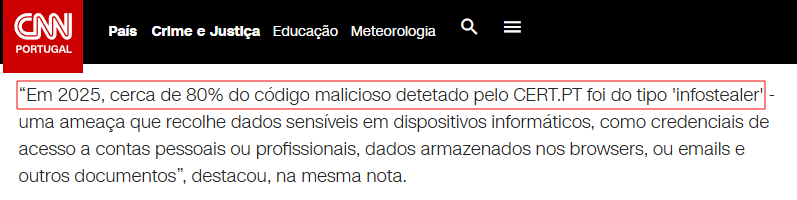 CNN
PORTUGAL
País Crime e Justiça Educação Meteorologia
“Em 2025, cerca de 80% do código malicioso detetado pelo CERT.PT foi do tipo 'infostealer' -
uma ameaça que recolhe dados sensíveis em dispositivos informáticos, como credenciais de
acesso a contas pessoais ou profissionais, dados armazenados nos browsers, ou emails e
outros documentos”, destacou, na mesma nota.